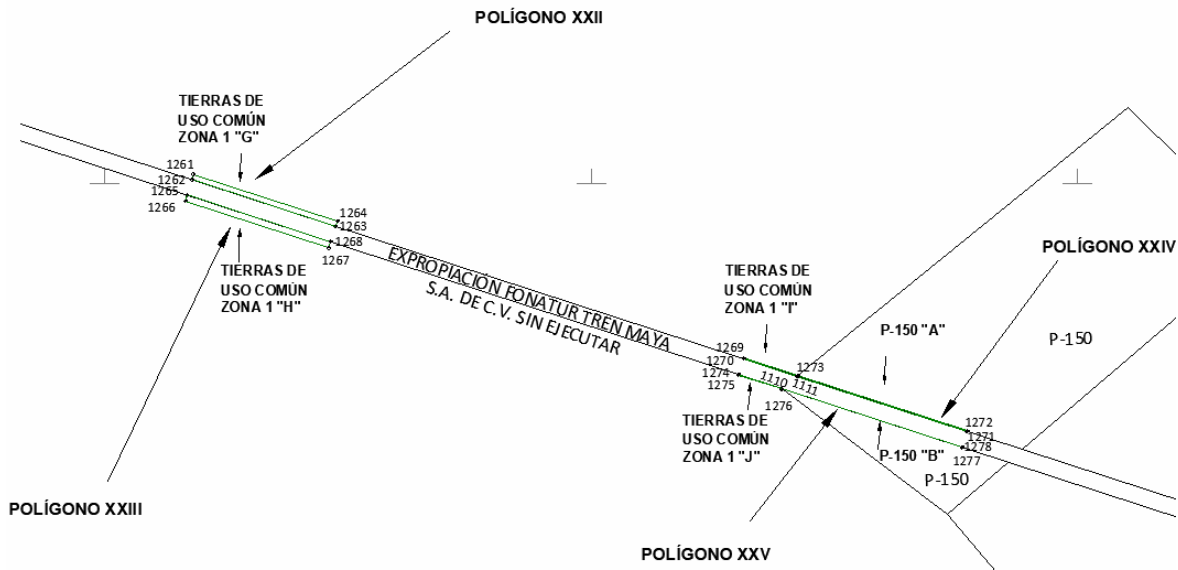 POLÍGONO XXII
TIERRAS DE
USO COMÚN
ZONA 1 "G"
1261
1262
1265
1266
1264
1263
1268
1267
TIERRAS DE
USO COMÚN
ZONA 1 "H"
EXPROPIACIÓN FONATUR TREN MAYA
S.A. DE C.V. SIN EJECUTAR
POLÍGONO XXIV
TIERRAS DE
USO COMÚN
ZONA 1 "I"
P-150 "A"
P-150
1269
1270
1274
1275
1273
1110
1111
1276
1272
1271
1278
1277
TIERRAS DE
USO COMÚN
ZONA 1 "J"
P-150 "B"
P-150
POLÍGONO XXIII
POLÍGONO XXV